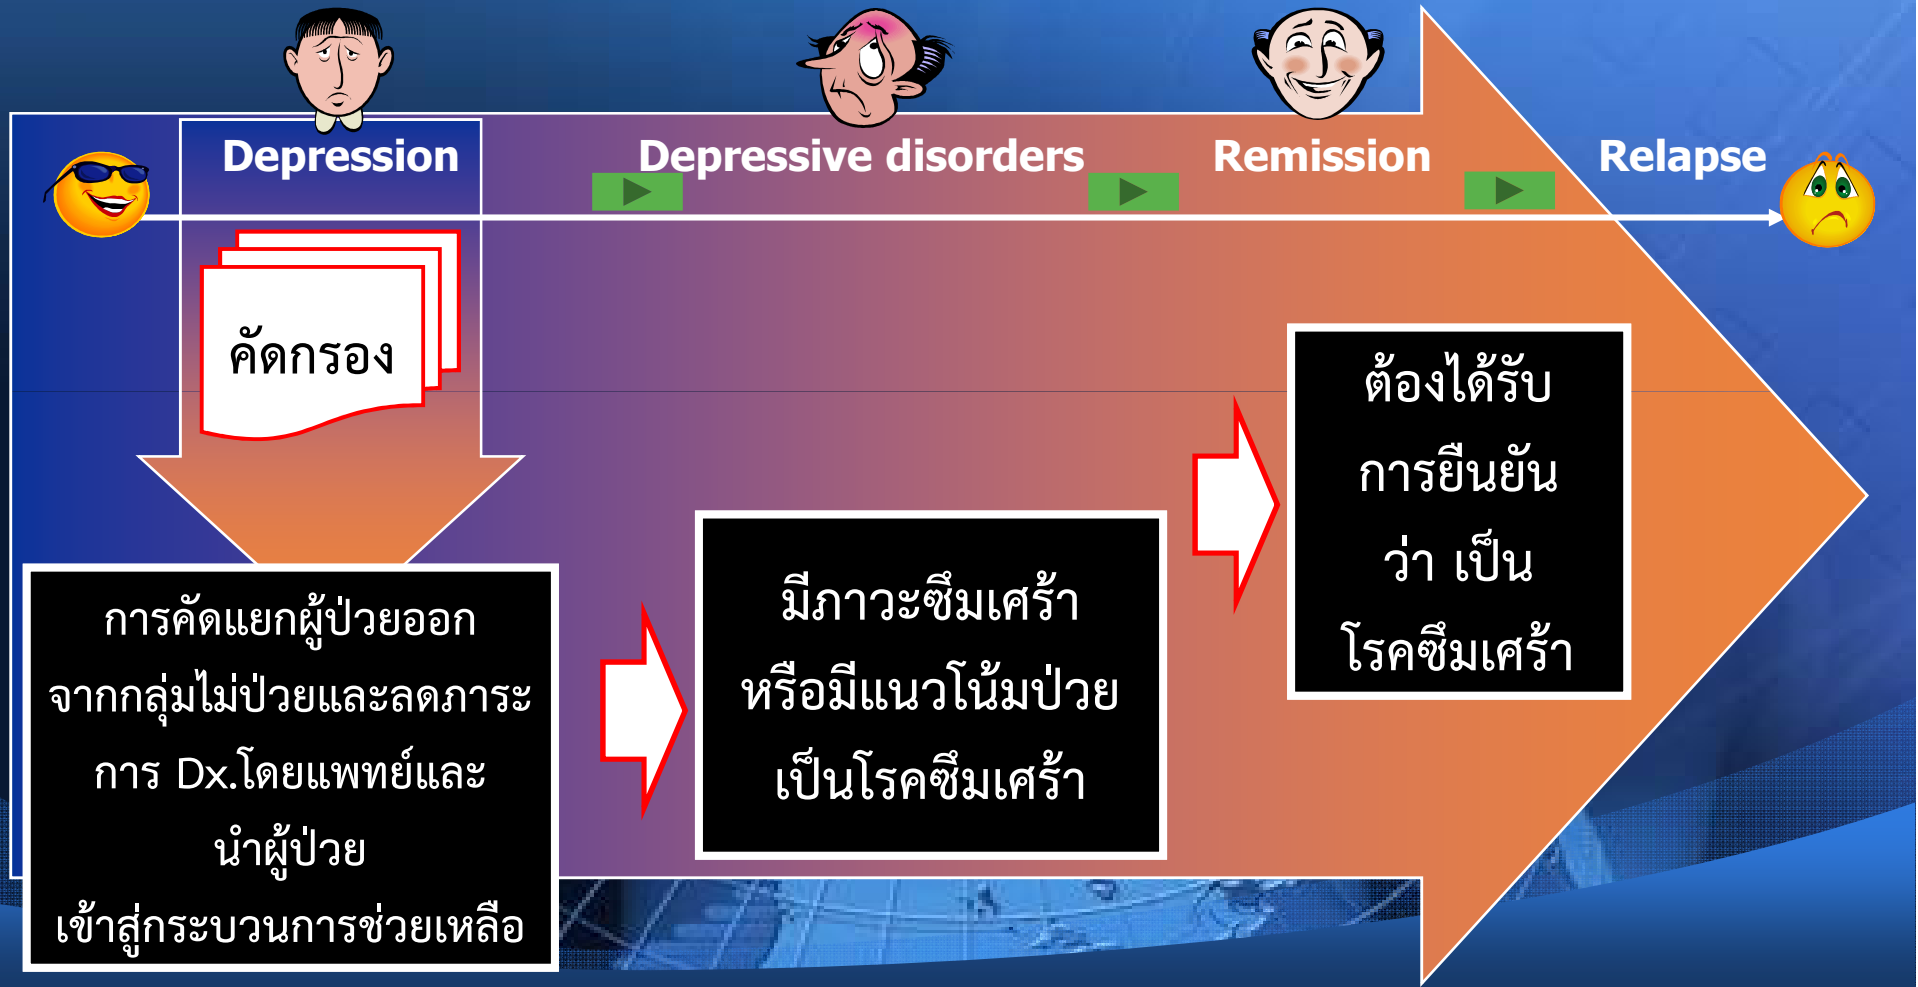 Depression
Depressive disorders
Remission
Relapse
คัดกรอง
การคัดแยกผู้ป่วยออก
จากกลุ่มไม่ป่วยและลดภาระ
การ Dx.โดยแพทย์และ
นำผู้ป่วย
เข้าสู่กระบวนการช่วยเหลือ
มีภาวะซึมเศร้า
หรือมีแนวโน้มป่วย
เป็นโรคซึมเศร้า
ต้องได้รับ
การยืนยัน
ว่า เป็น
โรคซึมเศร้า